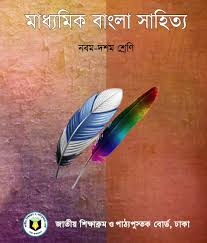 মাধ্যমিক বাংলা সাহিত্য
নবম-দশম শ্রেণি
জাতীয় শিক্ষাক্রম ও পাঠ্যপুস্তক বোর্ড, ঢাকা